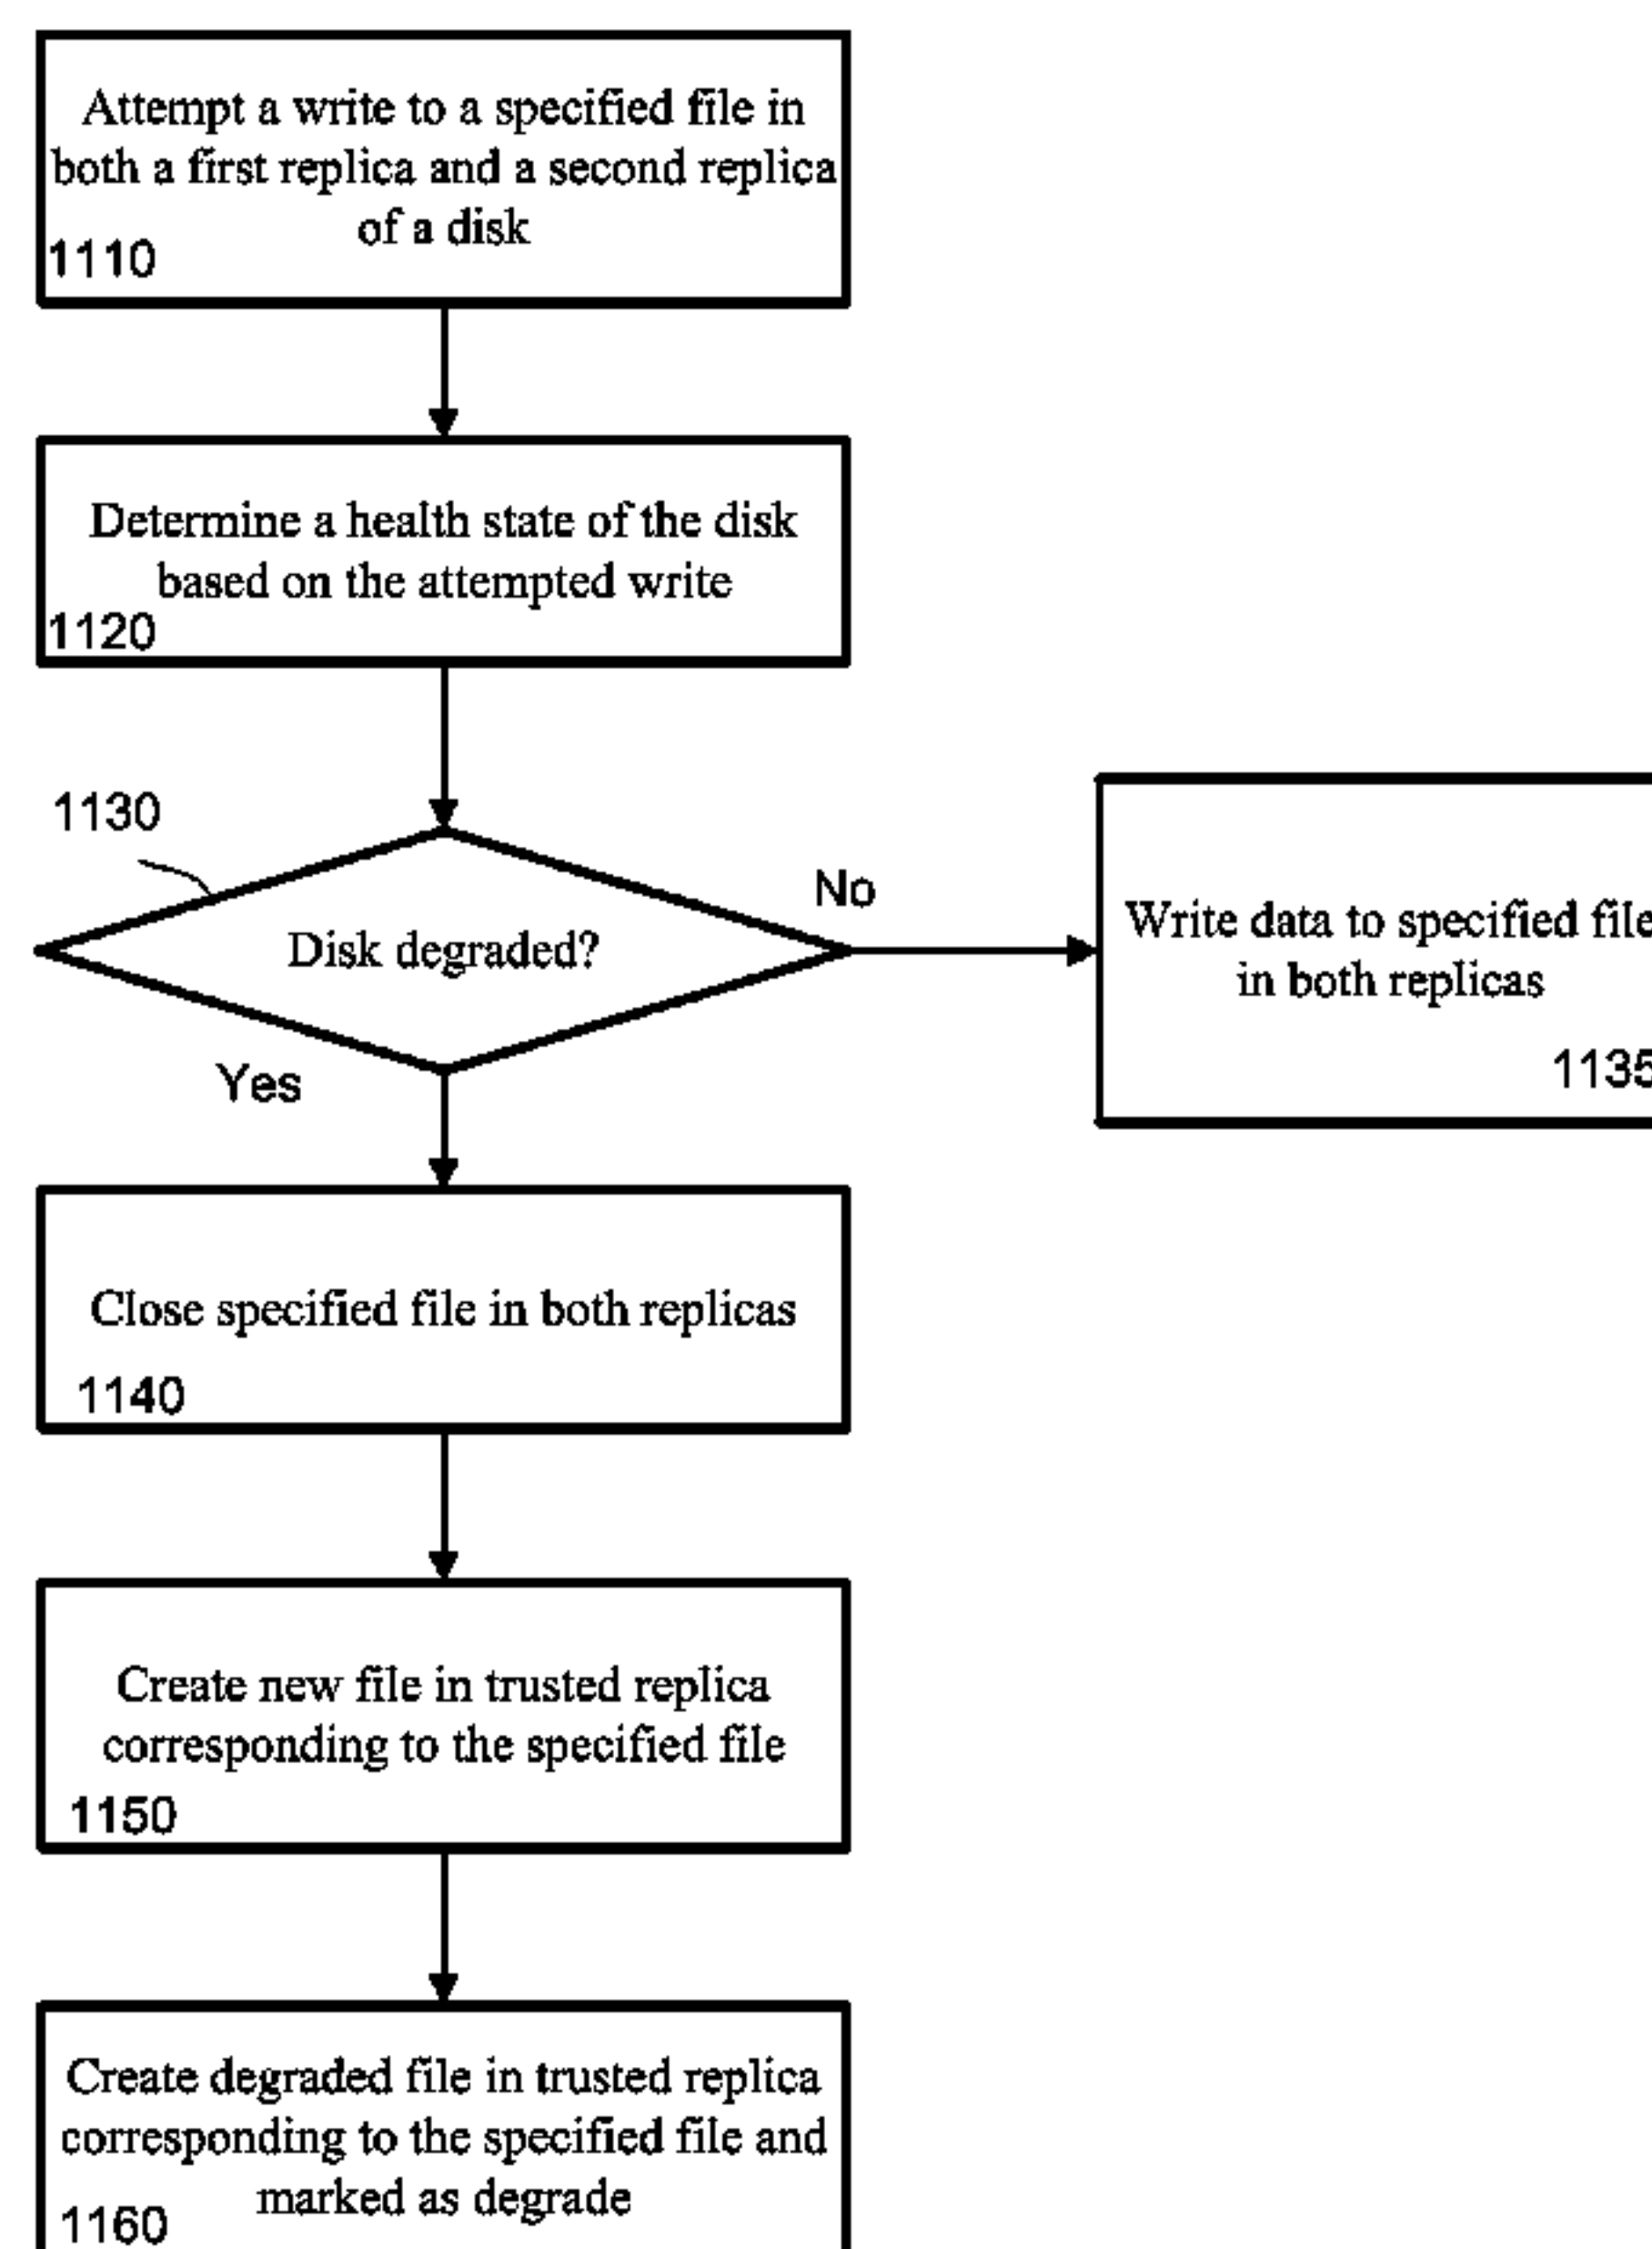 Attempt a write to a specified file in
both a first replica and a second replica
of a disk
1110
Determine a health state of the disk
based on the attempted write
1120
1130
Disk degraded?
No
Yes
Write data to specified file
in both replicas
1135
Close specified file in both replicas
1140
Create new file in trusted replica
corresponding to the specified file
1150
Create degraded file in trusted replica
corresponding to the specified file and
marked as degrade
1160